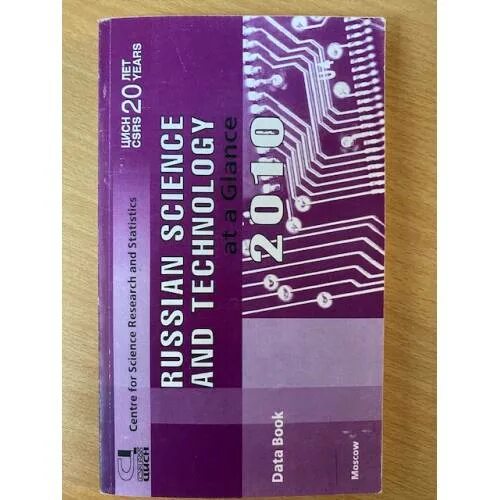 ЦИСН 20 ЛЕТ
CSRS 20 YEARS
Centre for Science Research and Statistics
ЦИСН
RUSSIAN SCIENCE
AND TECHNOLOGY
at a Glance
2010
Data Book
Moscow